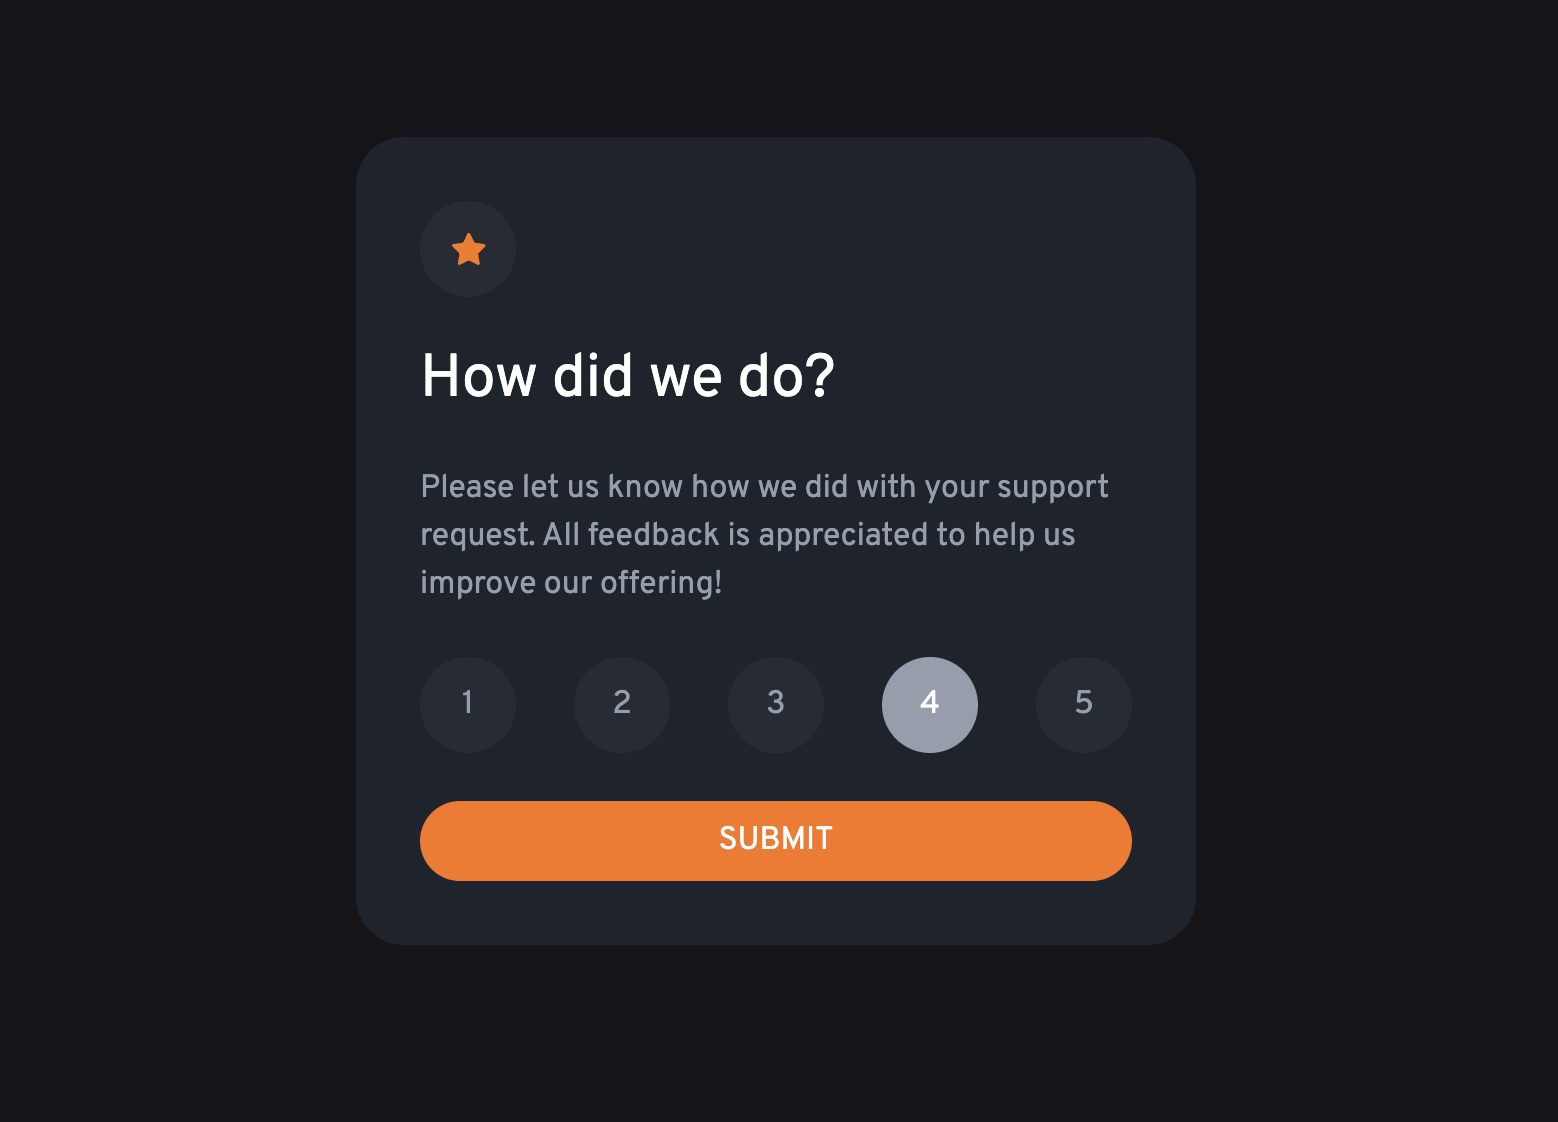 How did we do?
Please let us know how we did with your support
request. All feedback is appreciated to help us
improve our offering!
1 2 3 4 5
SUBMIT